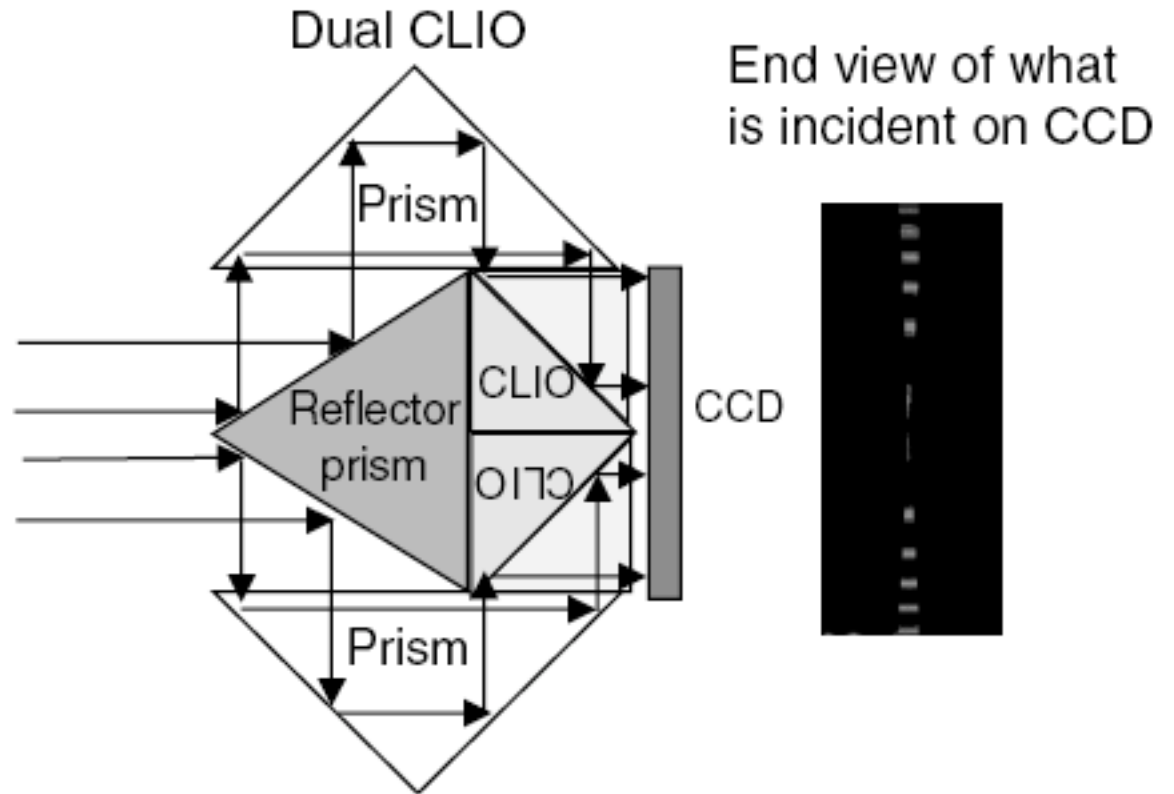 Dual CLIO
End view of what
is incident on CCD
Prism
CLIO
CCD
Reflector
prism
CLIO
Prism